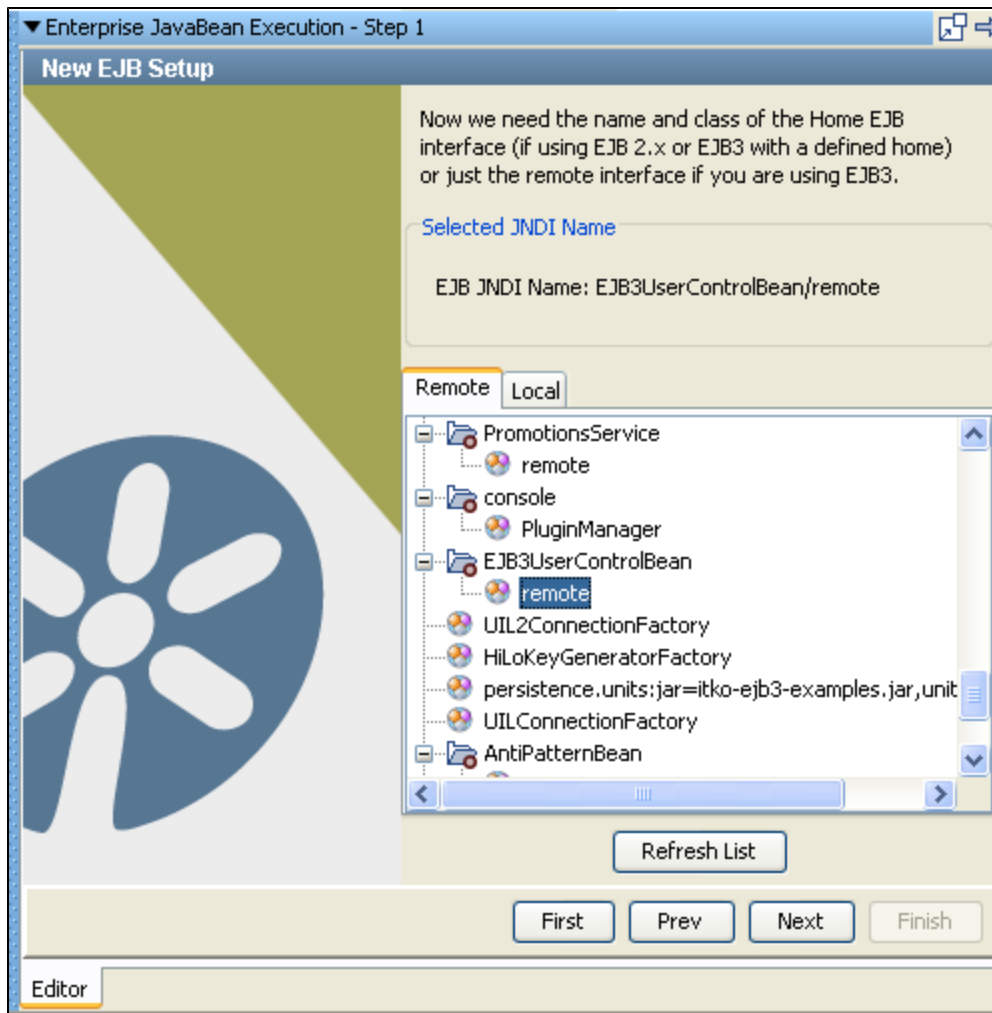 Enterprise JavaBean Execution - Step 1
New EJB Setup
Now we need the name and class of the Home EJB
interface (if using EJB 2.x or EJB3 with a defined home)
or just the remote interface if you are using EJB3.
Selected JNDI Name
EJB JNDI Name: EJB3UserControlBean/remote
Remote Local
PromotionsService
remote
console
PluginManager
EJB3UserControlBean
remote
UIL2ConnectionFactory
HiLoKeyGeneratorFactory
persistence.units:jar=itko-ejb3-examples.jar,unit
UILConnectionFactory
AntiPatternBean
Refresh List
First Prev Next Finish
Editor